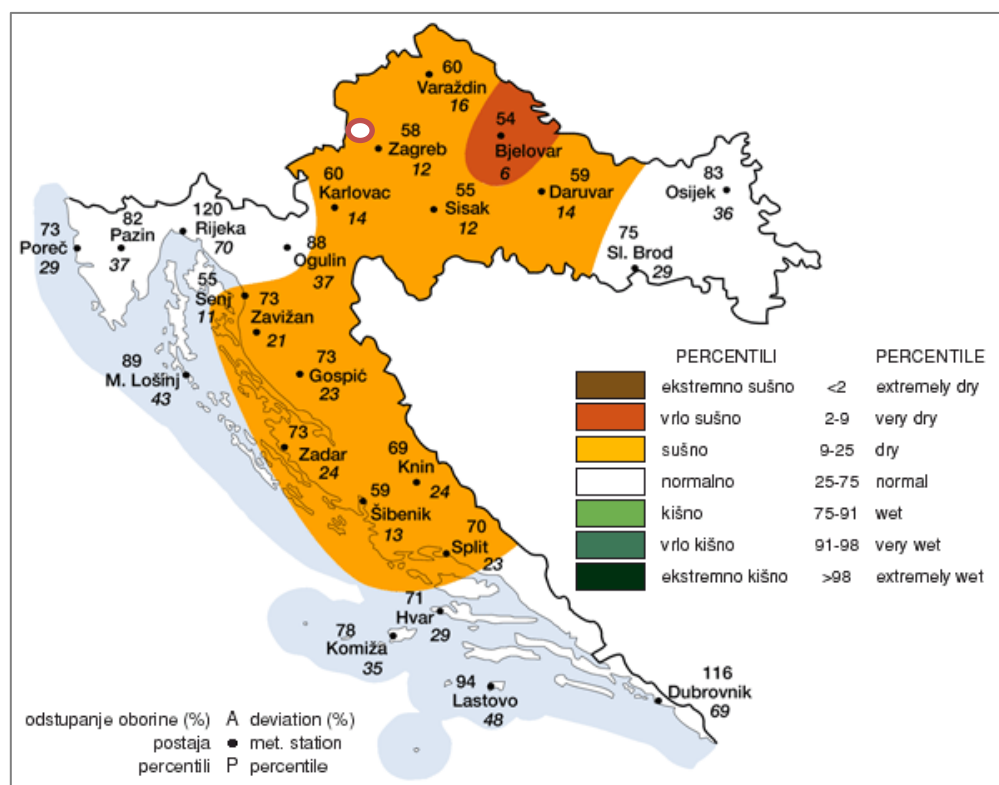 60
Varaždin
16
54
Bjelovar
6
58
Zagreb
12
60
Karlovac
14
55
Sisak
12
59
Daruvar
14
83
Osijek
36
75
Sl. Brod
29
73
Poreč
29
82
Pazin
37
120
Rijeka
70
88
Ogulin
37
55
Senj
11
73
Zavižan
21
73
Gospić
23
89
M. Lošinj
43
73
Zadar
24
69
Knin
24
59
Šibenik
13
70
Split
23
71
Hvar
29
78
Komiža
35
94
Lastovo
48
116
Dubrovnik
69
PERCENTILI PERCENTILE
ekstremno sušno <2 extremely dry
vrlo sušno 2-9 very dry
sušno 9-25 dry
normalno 25-75 normal
kišno 75-91 wet
vrlo kišno 91-98 very wet
ekstremno kišno >98 extremely wet
odstupanje oborine (%) A deviation (%)
postaja met. station
percentili P percentile